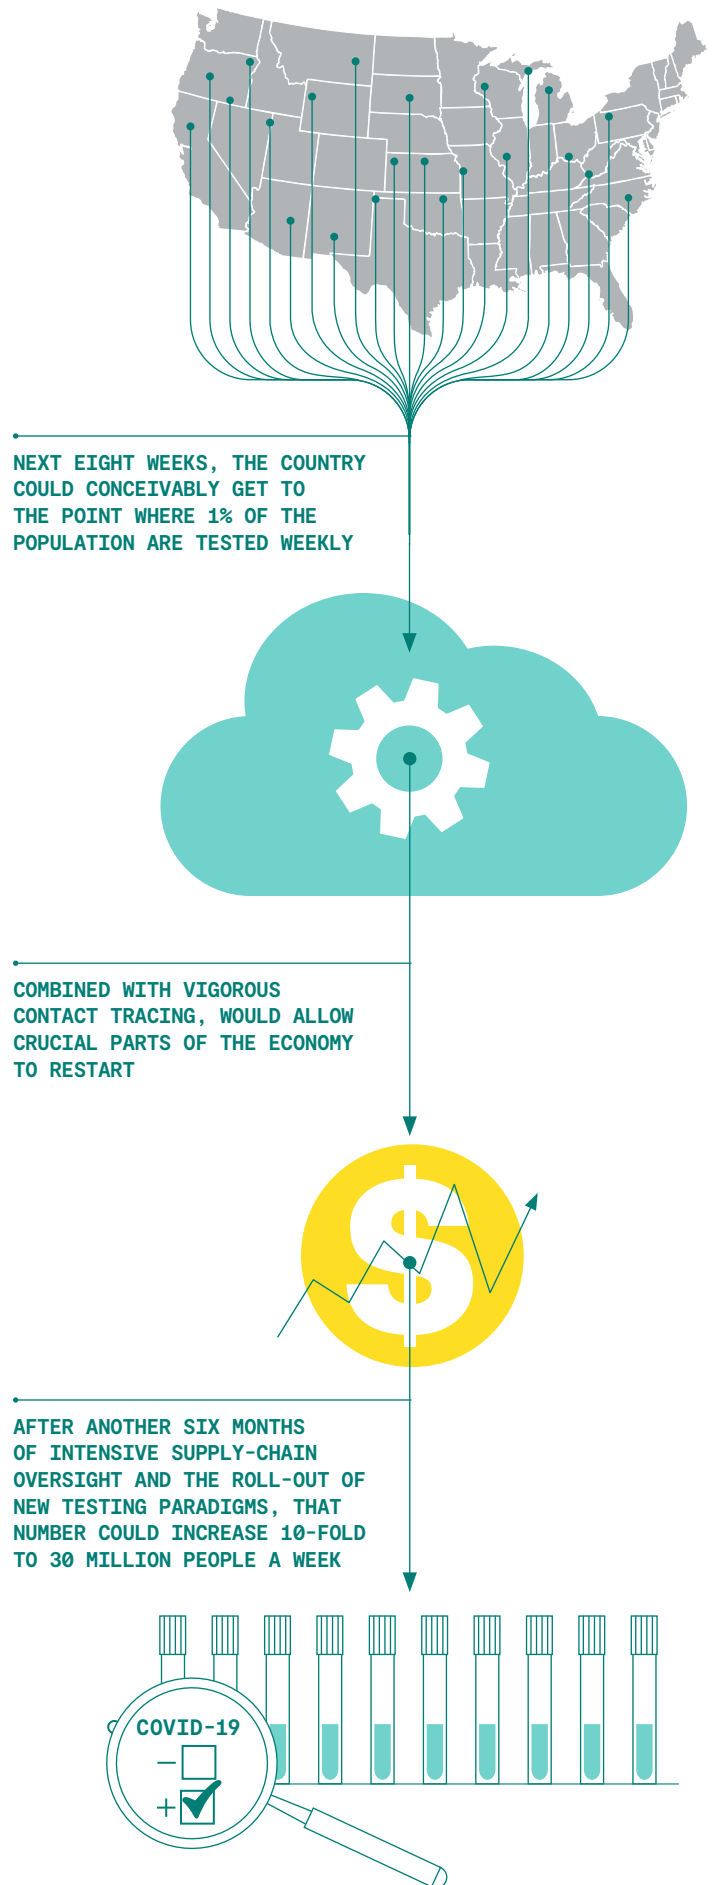 NEXT EIGHT WEEKS, THE COUNTRY
COULD CONCEIVABLY GET TO
THE POINT WHERE 1% OF THE
POPULATION ARE TESTED WEEKLY
COMBINED WITH VIGOROUS
CONTACT TRACING, WOULD ALLOW
CRUCIAL PARTS OF THE ECONOMY
TO RESTART
$
AFTER ANOTHER SIX MONTHS
OF INTENSIVE SUPPLY-CHAIN
OVERSIGHT AND THE ROLL-OUT OF
NEW TESTING PARADIGMS, THAT
NUMBER COULD INCREASE 10-FOLD
TO 30 MILLION PEOPLE A WEEK
COVID-19
−
+